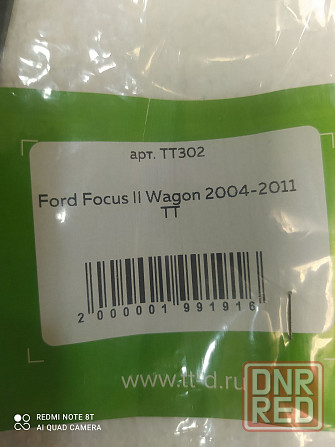 арт. TT302
Ford Focus II Wagon 2004-2011
TT
2 000001 991916
www.tt-d.ru
DNR
RED
REDMI NOTE 8T
AI QUAD CAMERA